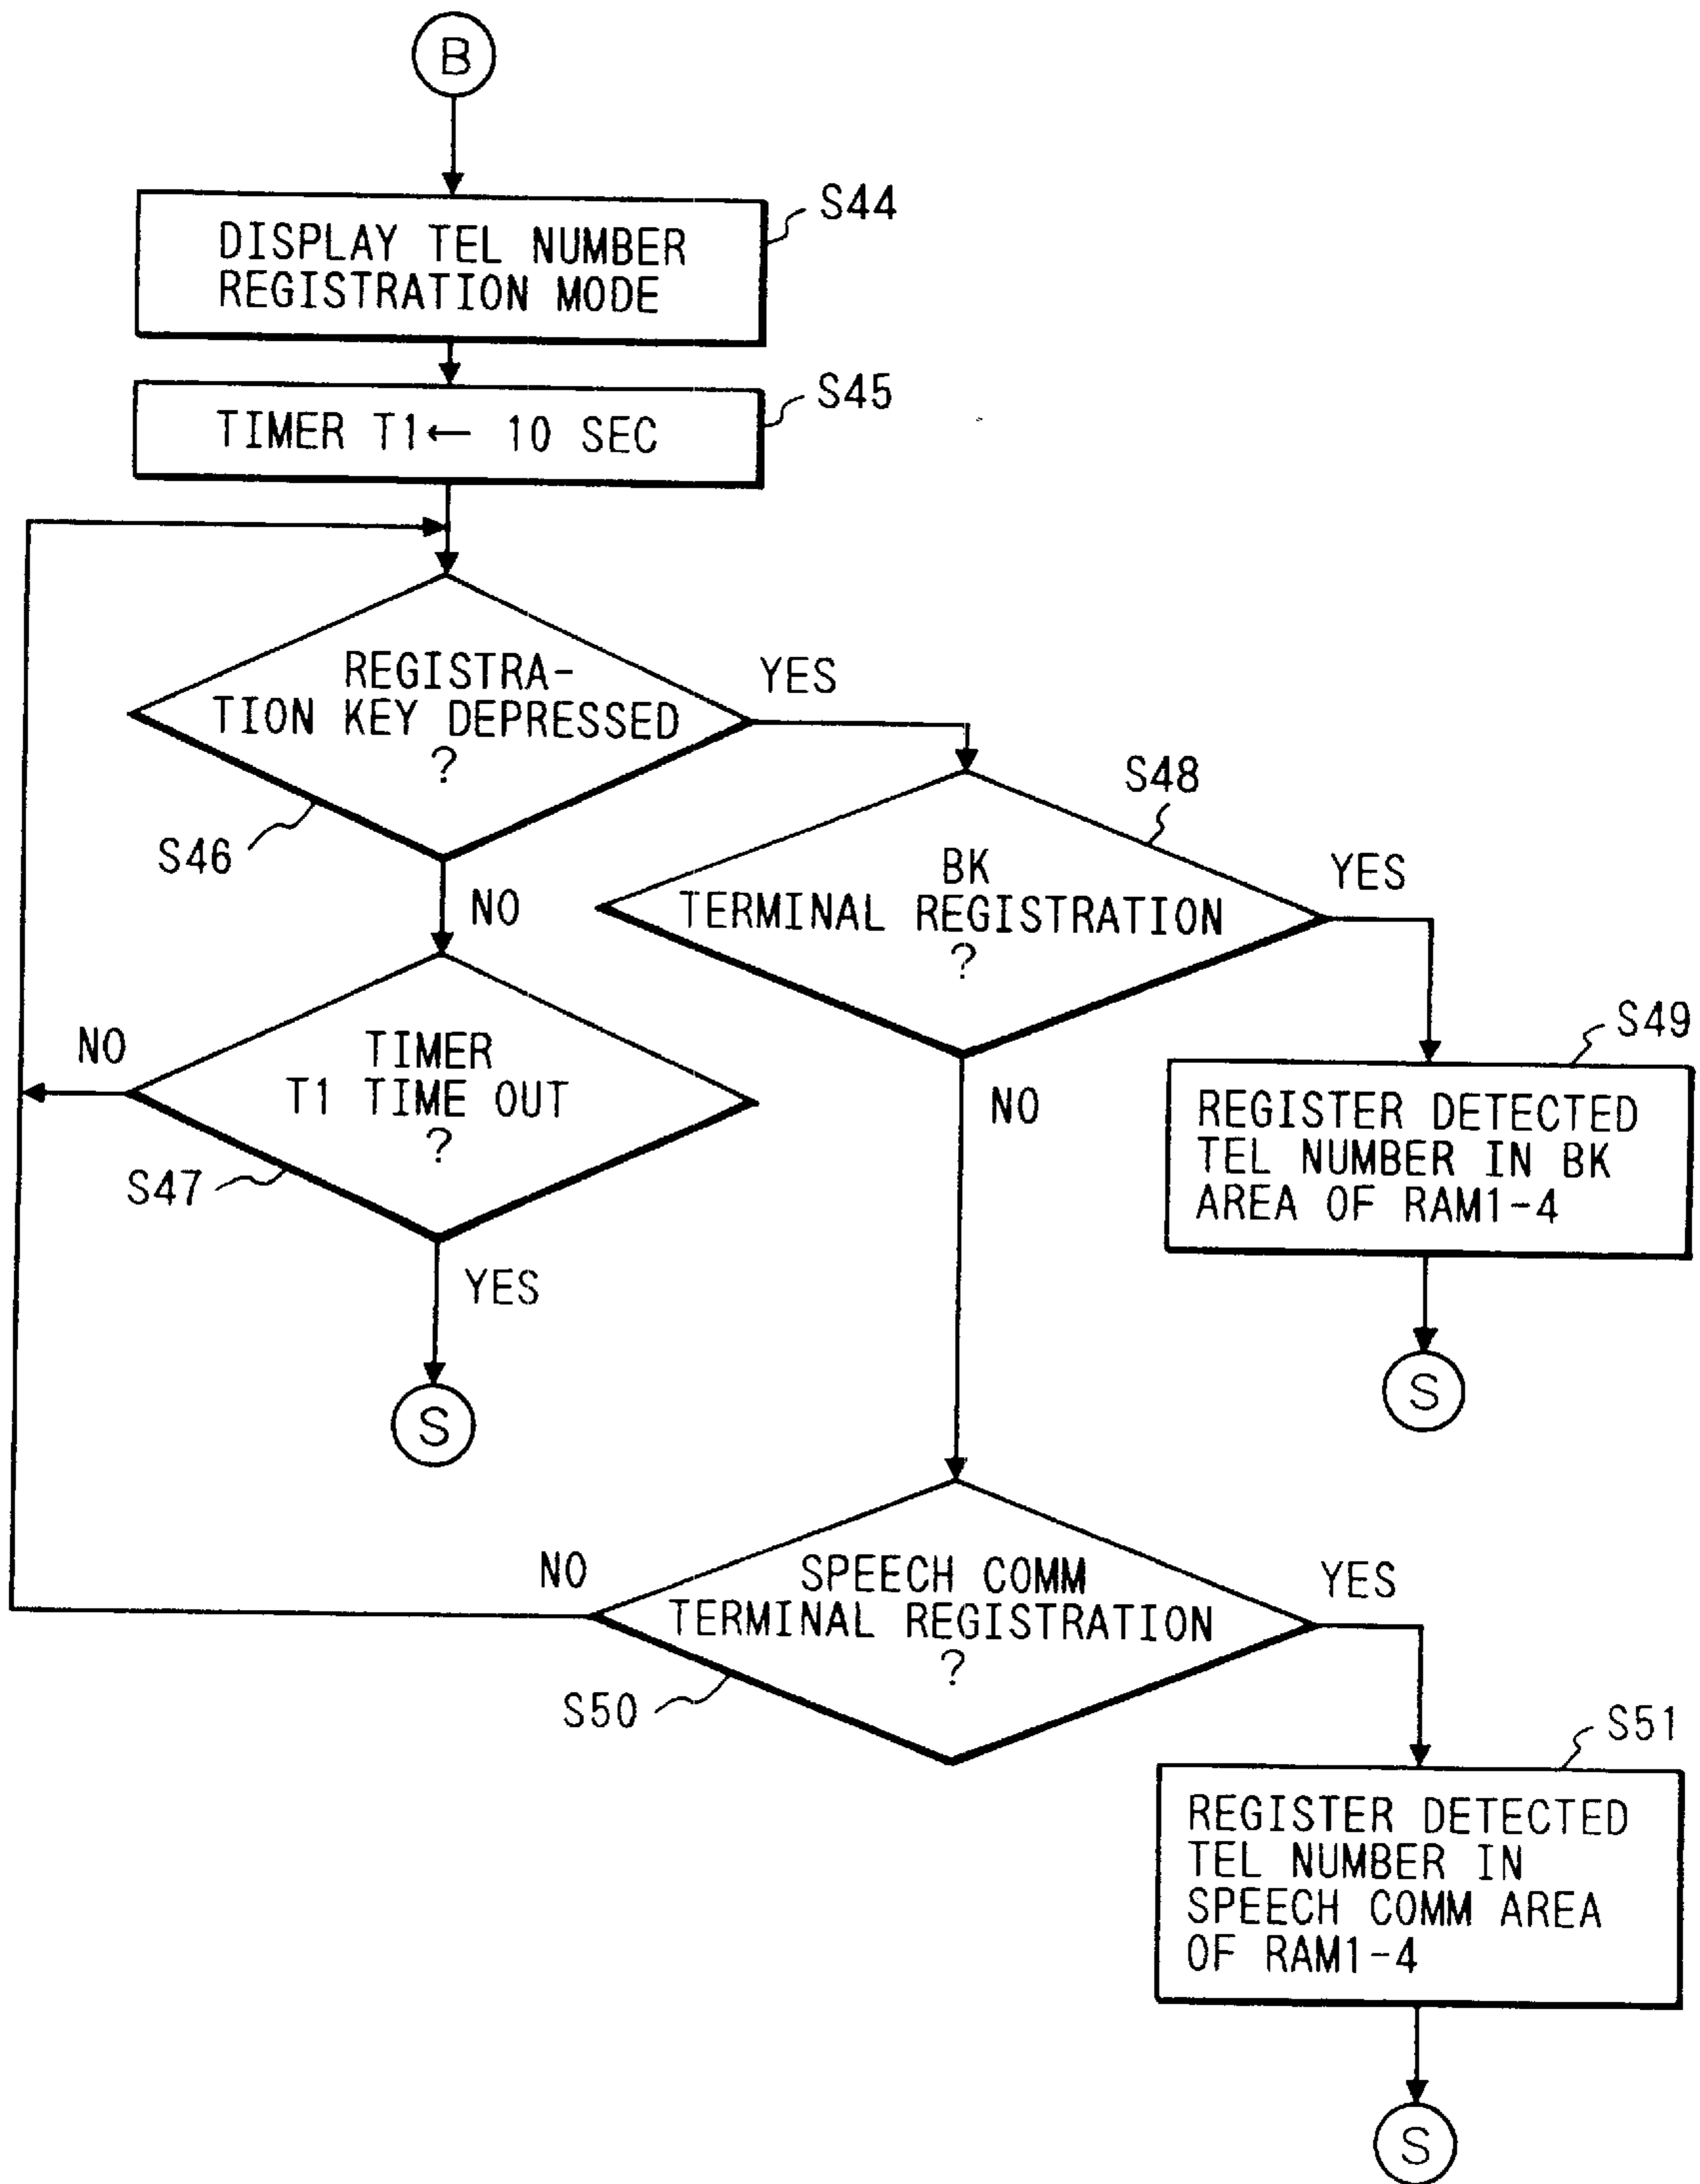 B
S44
DISPLAY TEL NUMBER
REGISTRATION MODE
S45
TIMER T1← 10 SEC
REGISTRA-
TION KEY DEPRESSED
?
YES
S46
NO
S48
BK
TERMINAL REGISTRATION
?
YES
NO
TIMER
T1 TIME OUT
?
NO
S47
YES
S
S49
REGISTER DETECTED
TEL NUMBER IN BK
AREA OF RAM1-4
S
NO
SPEECH COMM
TERMINAL REGISTRATION
?
YES
S50
S51
REGISTER DETECTED
TEL NUMBER IN
SPEECH COMM AREA
OF RAM1-4
S